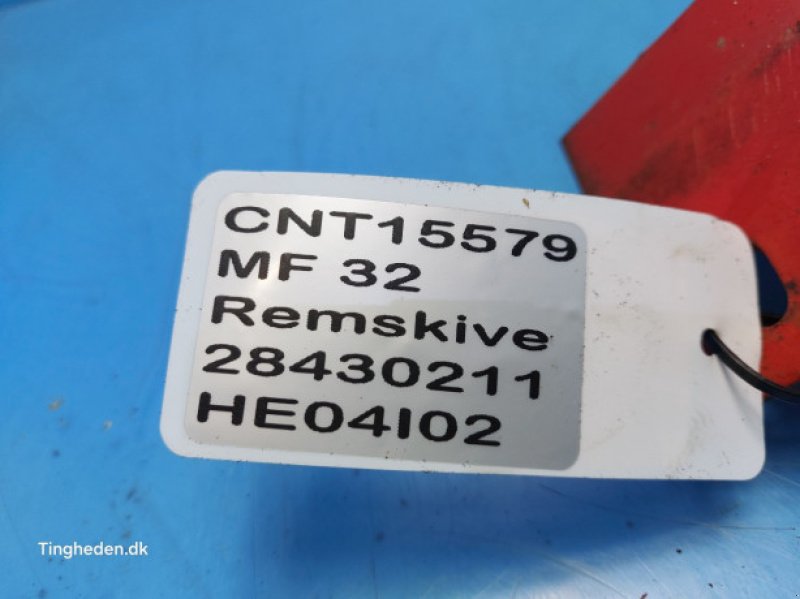 CNT15579
MF 32
Remskive
28430211
HE04I02
Tingheden.dk